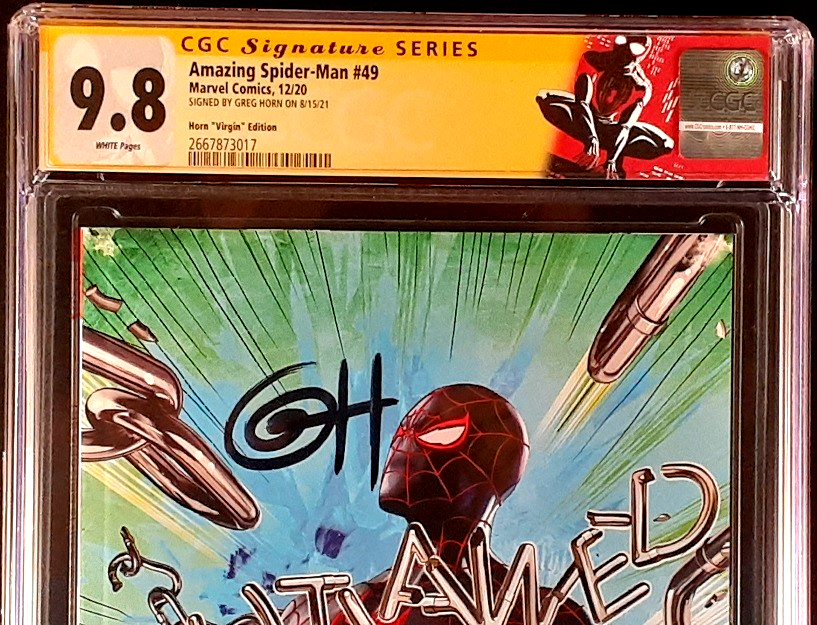 CGC Signature SERIES
Amazing Spider-Man #49
Marvel Comics, 12/20
SIGNED BY GREG HORN ON 8/15/21
9.8
WHITE Pages
Horn "Virgin" Edition
2667873017
CGC
GH